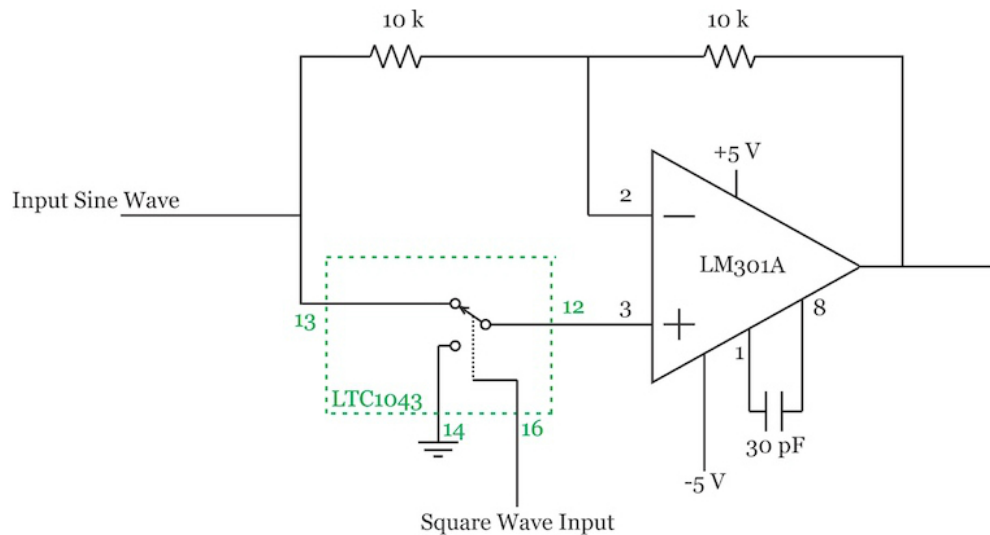 10 k
10 k
+5 V
Input Sine Wave
2
LM301A
3
12
13
8
1
LTC1043
14
16
30 pF
-5 V
Square Wave Input